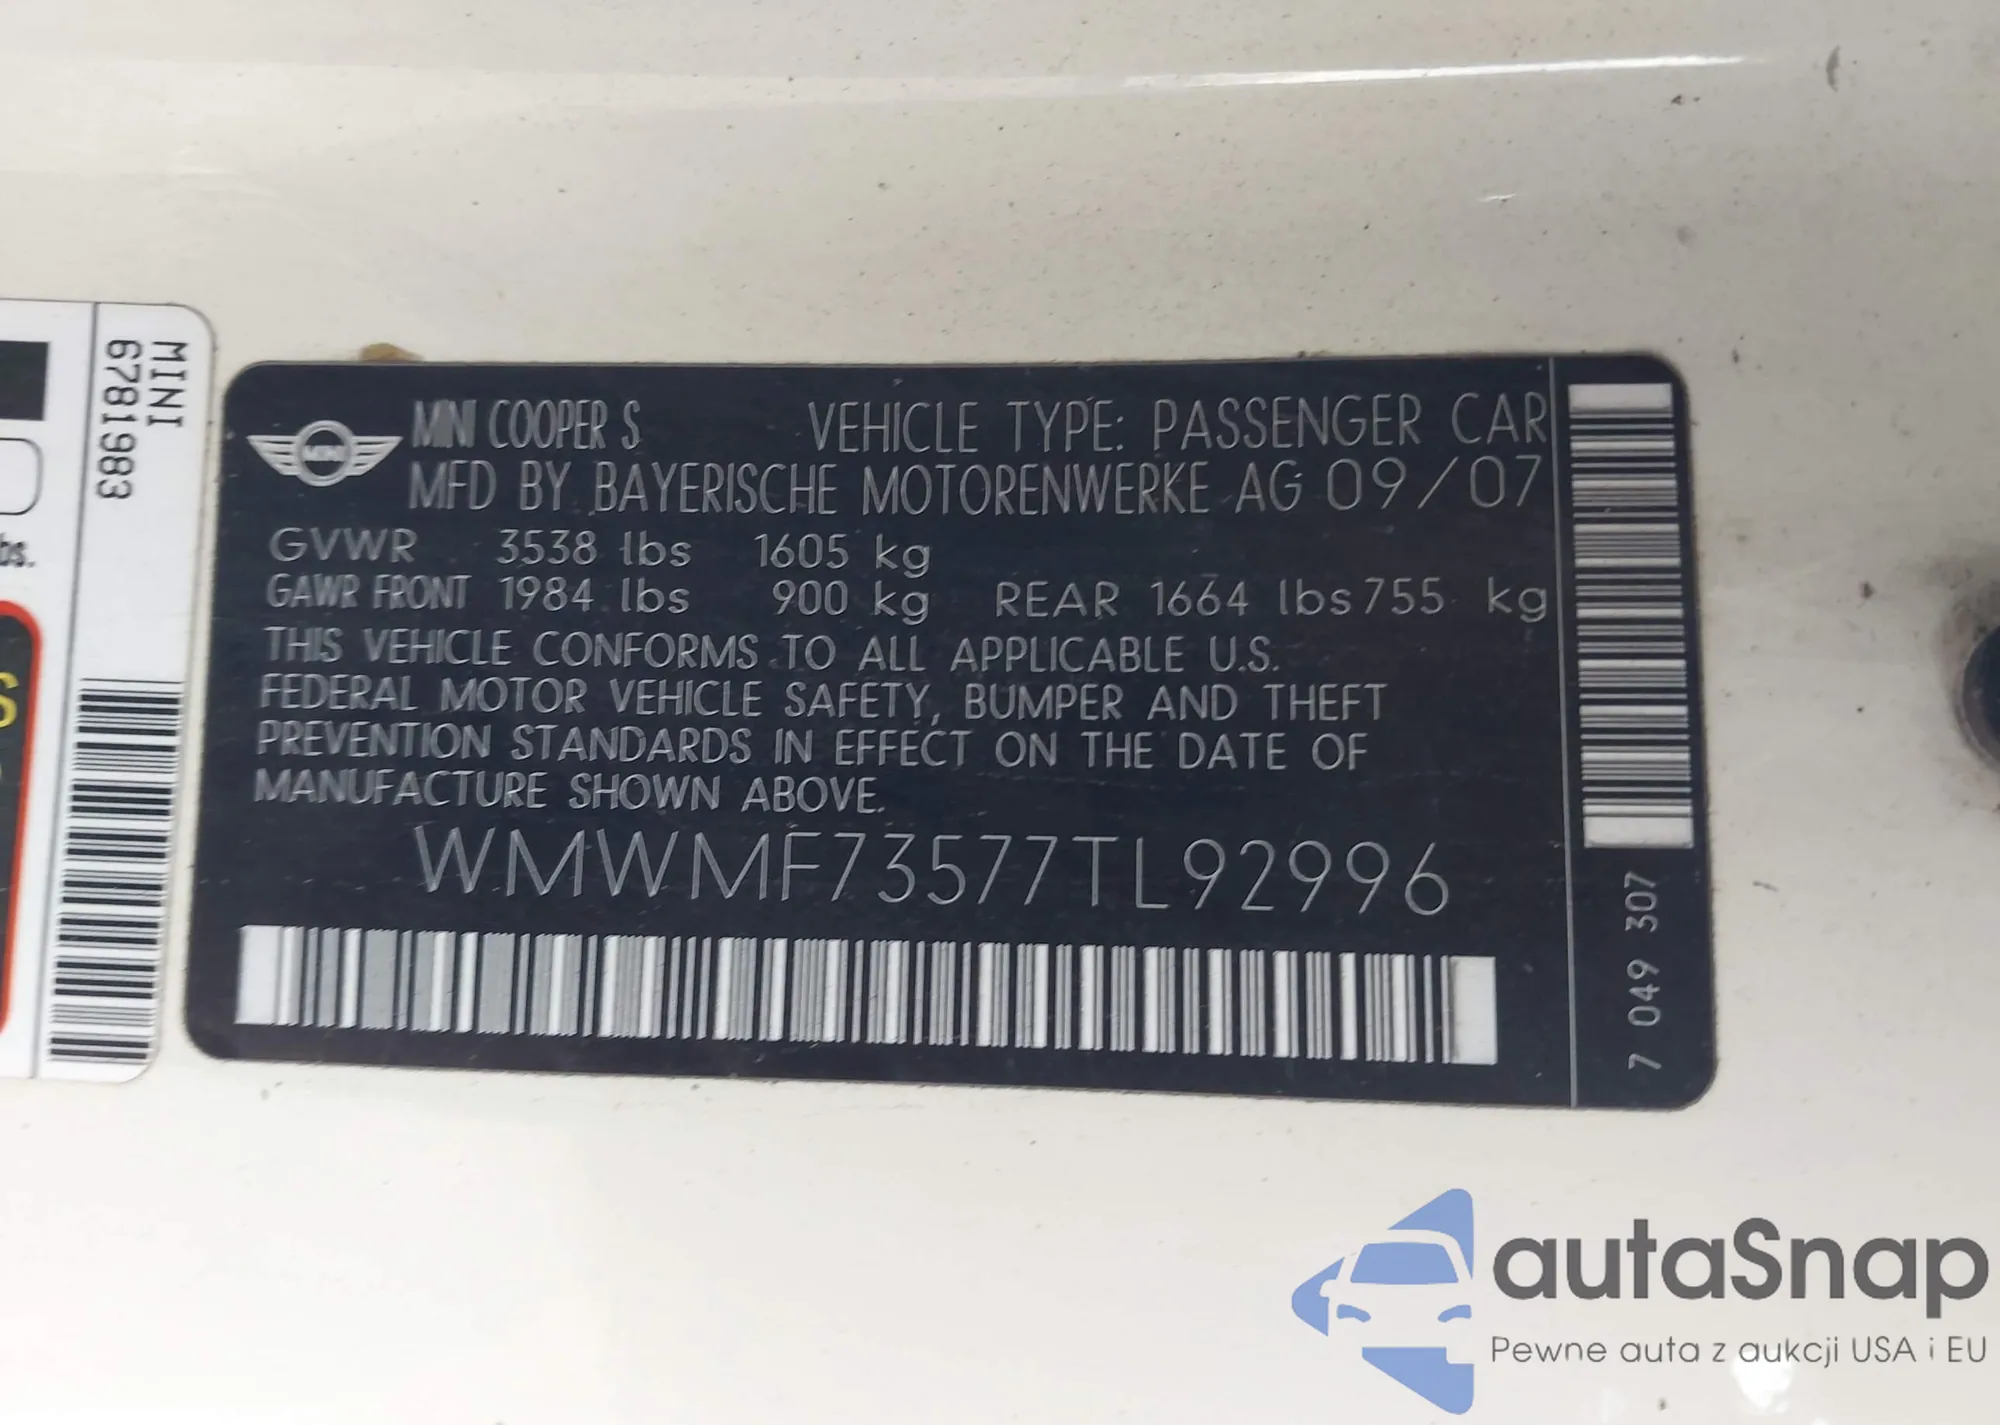 MINI
6781983
bs.
S
MINI
MINI COOPER S VEHICLE TYPE: PASSENGER CAR
MFD BY BAYERISCHE MOTORENWERKE AG 09/07
GVWR 3538 lbs 1605 kg
GAWR FRONT 1984 lbs 900 kg REAR 1664 lbs 755 kg
THIS VEHICLE CONFORMS TO ALL APPLICABLE U.S.
FEDERAL MOTOR VEHICLE SAFETY, BUMPER AND THEFT
PREVENTION STANDARDS IN EFFECT ON THE DATE OF
MANUFACTURE SHOWN ABOVE.
WMWMF73577TL92996
7 049 307
autaSnap
Pewne auta z aukcji USA i EU